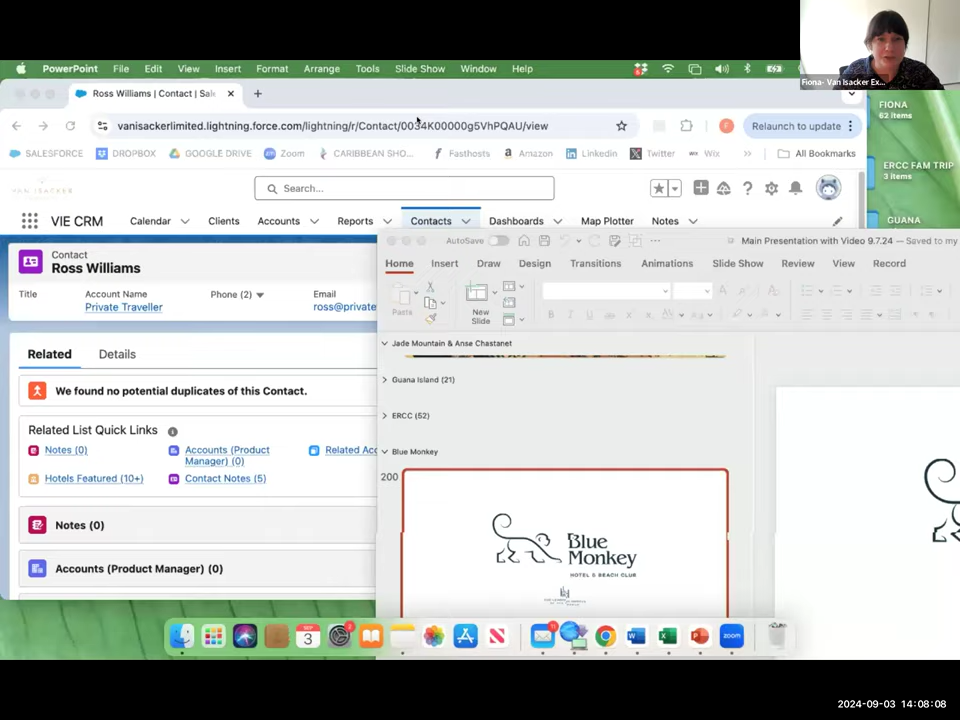 PowerPoint File Edit View Insert Format Arrange Tools Slide Show Window Help
Fiona- Van Isacker Ex...
Ross Williams | Contact | Sale
FIONA
62 items
vanisackerlimited.lightning.force.com/lightning/r/Contact/0034K00000g5VhPQAU/view
Relaunch to update
SALESFORCE DROPBOX GOOGLE DRIVE Zoom CARIBBEAN SHO... Fasthosts Amazon Linkedin Twitter Wix All Bookmarks
ERCC FAM TRIP
3 items
VAN ISACKER
Search...
GUANA
VIE CRM Calendar Clients Accounts Reports Contacts Dashboards Map Plotter Notes
AutoSave
Main Presentation with Video 9.7.24 — Saved to my
Contact
Ross Williams
Home Insert Draw Design Transitions Animations Slide Show Review View Record
Title Account Name Phone (2) Email
Private Traveller ross@private
Paste
New
Slide
Related Details
Jade Mountain & Anse Chastanet
Guana Island (21)
We found no potential duplicates of this Contact.
ERCC (52)
Related List Quick Links
Notes (0) Accounts (Product
Manager) (0)
Related Acc
Blue Monkey
Hotels Featured (10+) Contact Notes (5)
200
Notes (0)
Blue
Monkey
HOTEL & BEACH CLUB
Accounts (Product Manager) (0)
SEP
3
2
11
zoom
2024-09-03 14:08:08